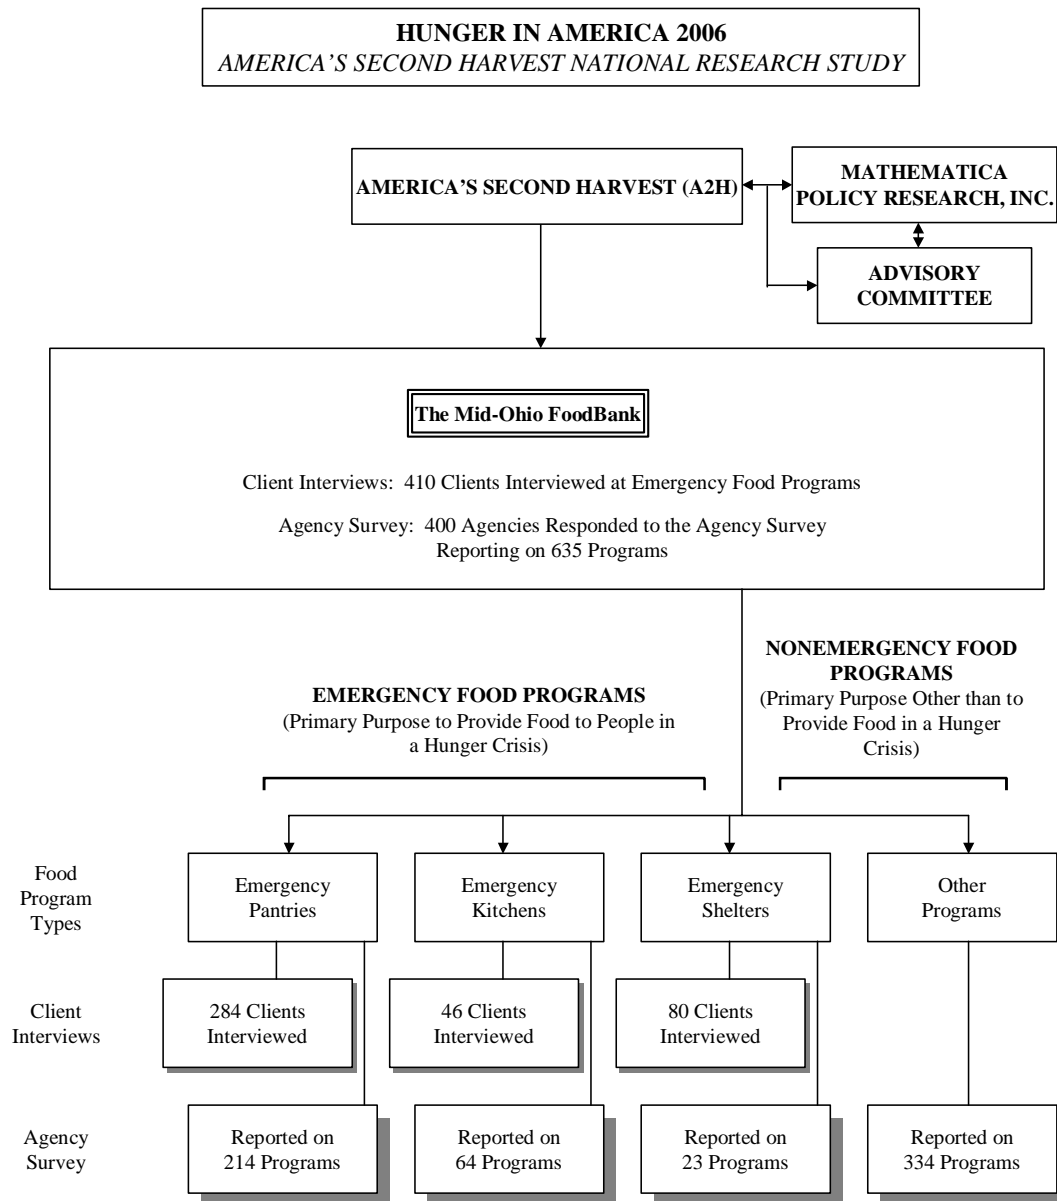 HUNGER IN AMERICA 2006
AMERICA'S SECOND HARVEST NATIONAL RESEARCH STUDY
AMERICA'S SECOND HARVEST (A2H)
MATHEMATICA
POLICY RESEARCH, INC.
ADVISORY
COMMITTEE
The Mid-Ohio FoodBank
Client Interviews: 410 Clients Interviewed at Emergency Food Programs
Agency Survey: 400 Agencies Responded to the Agency Survey
Reporting on 635 Programs
EMERGENCY FOOD PROGRAMS
(Primary Purpose to Provide Food to People in
a Hunger Crisis)
NONEMERGENCY FOOD
PROGRAMS
(Primary Purpose Other than to
Provide Food in a Hunger
Crisis)
Food
Program
Types
Emergency
Pantries
Emergency
Kitchens
Emergency
Shelters
Other
Programs
Client
Interviews
284 Clients
Interviewed
46 Clients
Interviewed
80 Clients
Interviewed
Agency
Survey
Reported on
214 Programs
Reported on
64 Programs
Reported on
23 Programs
Reported on
334 Programs